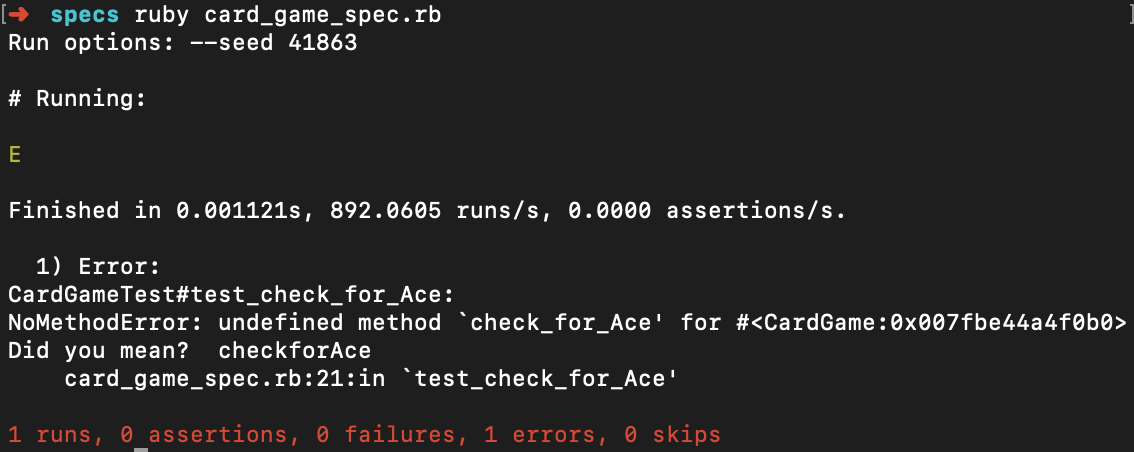 [➜  specs ruby card_game_spec.rb ]
Run options: --seed 41863
# Running:
E
Finished in 0.001121s, 892.0605 runs/s, 0.0000 assertions/s.
  1) Error:
CardGameTest#test_check_for_Ace:
NoMethodError: undefined method `check_for_Ace' for #<CardGame:0x007fbe44a4f0b0>
Did you mean?  checkforAce
    card_game_spec.rb:21:in `test_check_for_Ace'
1 runs, 0 assertions, 0 failures, 1 errors, 0 skips